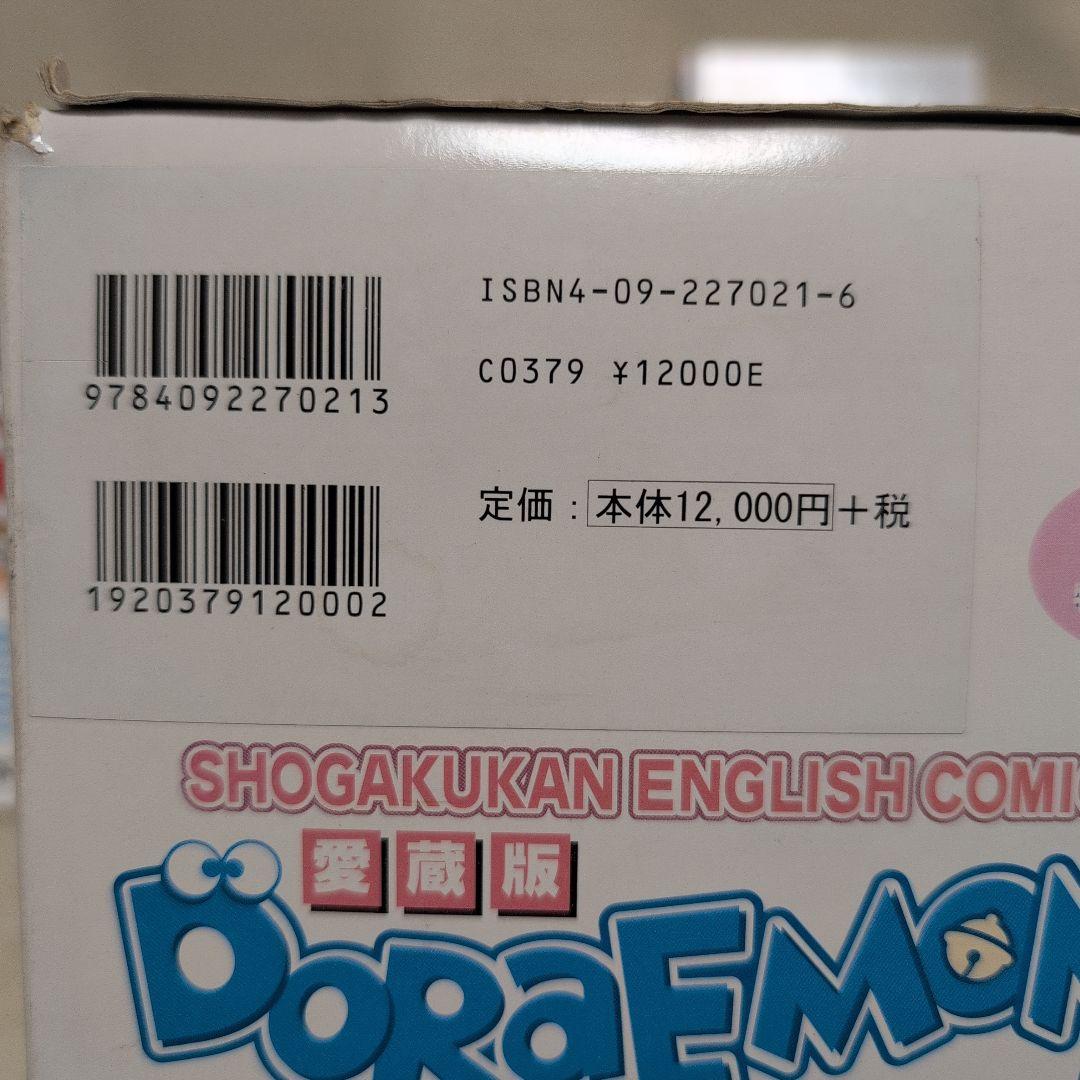 ISBN4-09-227021-6
C0379 ¥12000E
9784092270213
定価：本体12,000円+税
1920379120002
SHOGAKUKAN ENGLISH COMI
愛蔵版
DORAEMON